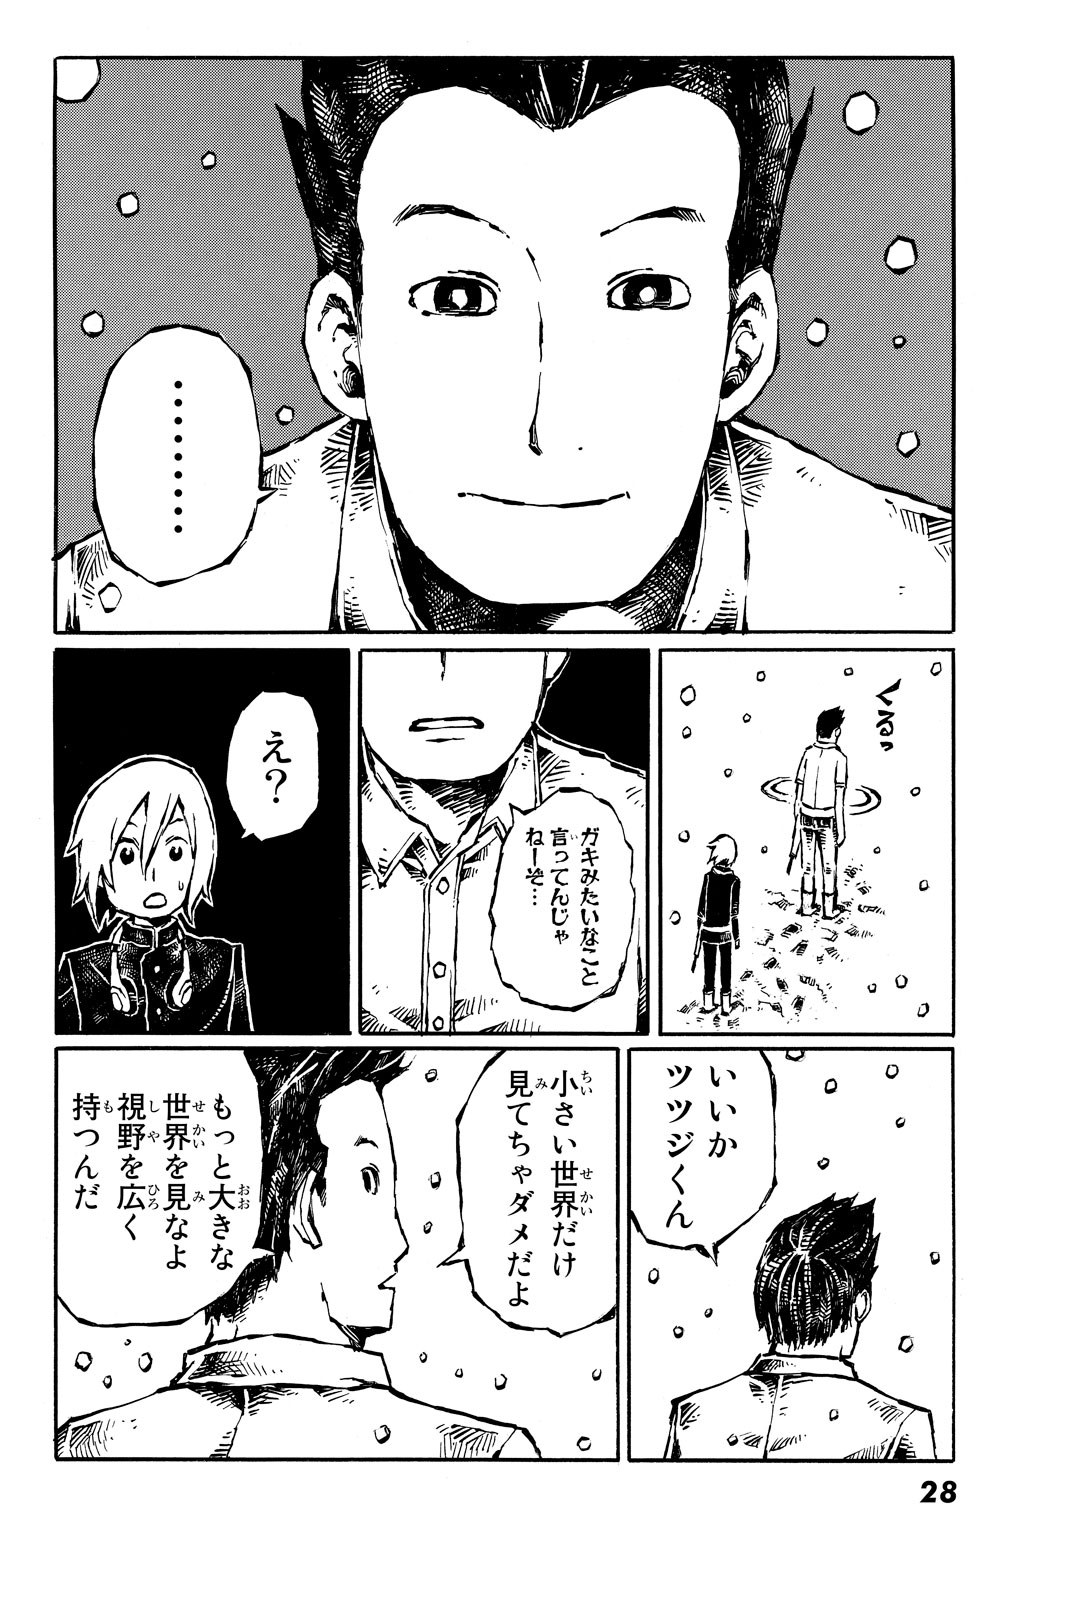 ………
くるっ
ガキみたいなこと
言ってんじゃ
ねーぞ…
え？
いいか
ツツジくん
小さい世界だけ
見てちゃダメだよ
もっと大きな
世界を見なよ
視野を広く
持つんだ
28